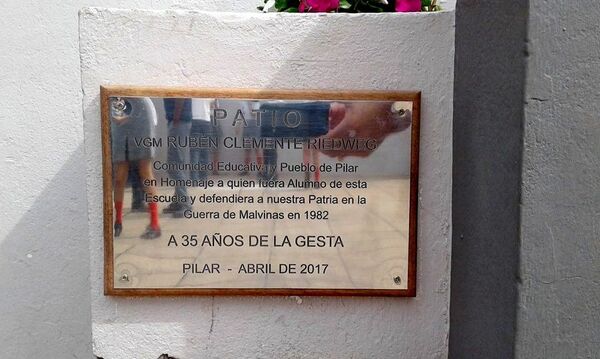 PATIO
VGM RUBÉN CLEMENTE RIEDWEG
Comunidad Educativa y Pueblo de Pilar
en Homenaje a quien fuera Alumno de esta
Escuela y defendiera a nuestra Patria en la
Guerra de Malvinas en 1982
A 35 AÑOS DE LA GESTA
PILAR - ABRIL DE 2017